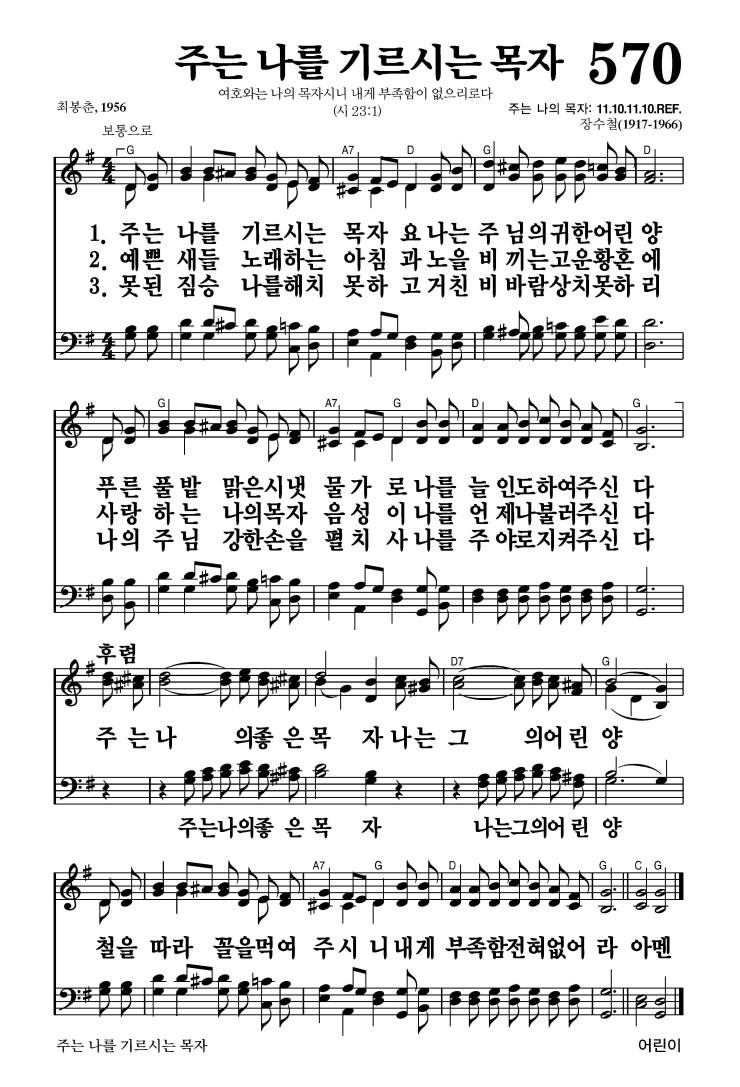 주는 나를 기르시는 목자 570
여호와는 나의 목자시니 내게 부족함이 없으리로다
(시 23:1)
최봉춘, 1956
주는 나의 목자: 11.10.11.10.REF.
장수철(1917-1966)
보통으로
G A7 D G D
1. 주는 나를 기르시는 목자 요 나는 주 님의귀한어린 양
2. 예쁜 새들 노래하는 아침 과 노을 비 끼는고운황혼 에
3. 못된 짐승 나를해치 못하 고 거친 비 바람상치못하 리
G A7 G D G
푸른 풀밭 맑은시냇 물가 로 나를 늘 인도하여주신 다
사랑 하는 나의목자 음성 이 나를 언 제나불러주신 다
나의 주님 강한손을 펼치 사 나를 주 야로지켜주신 다
후렴
D7 G
주 는 나 의좋 은 목 자 나 는 그 의어 린 양
주는나의좋 은 목 자 나는그의어 린 양
A7 G D G C G
철을 따라 꼴을먹여 주시 니 내게 부족함전혀없어 라 아멘
주는 나를 기르시는 목자
어린이